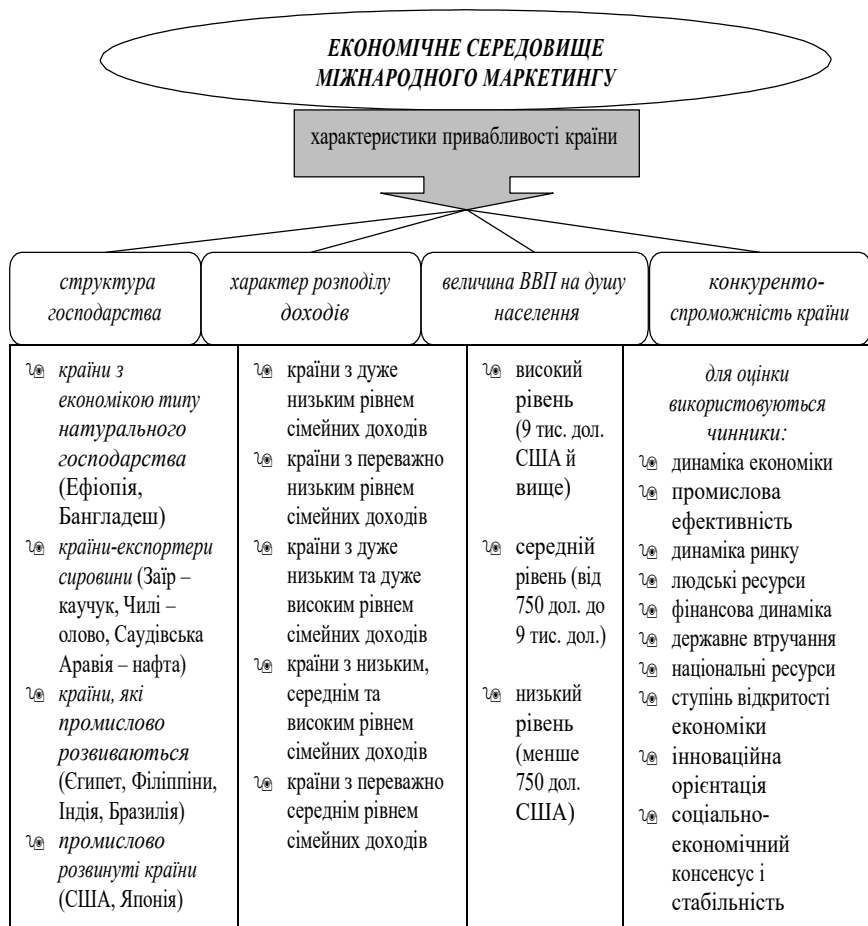 ЕКОНОМІЧНЕ СЕРЕДОВИЩЕ
МІЖНАРОДНОГО МАРКЕТИНГУ
характеристики привабливості країни
структура
господарства
характер розподілу
доходів
величина ВВП на душу
населення
конкуренто-
спроможність країни
країни з
економікою типу
натурального
господарства
(Ефіопія,
Бангладеш)
країни-експортери
сировини (Заїр –
каучук, Чилі –
олово, Саудівська
Аравія – нафта)
країни, які
промислово
розвиваються
(Єгипет, Філіппіни,
Індія, Бразилія)
промислово
розвинуті країни
(США, Японія)
країни з дуже
низьким рівнем
сімейних доходів
країни з переважно
низьким рівнем
сімейних доходів
країни з дуже
низьким та дуже
високим рівнем
сімейних доходів
країни з низьким,
середнім та
високим рівнем
сімейних доходів
країни з переважно
середнім рівнем
сімейних доходів
високий
рівень
(9 тис. дол.
США й
вище)
середній
рівень (від
750 дол. до
9 тис. дол.)
низький
рівень
(менше
750 дол.
США)
для оцінки
використовуються
чинники:
динаміка економіки
промислова
ефективність
динаміка ринку
людські ресурси
фінансова динаміка
державне втручання
національні ресурси
ступінь відкритості
економіки
інноваційна
орієнтація
соціально-
економічний
консенсус і
стабільність